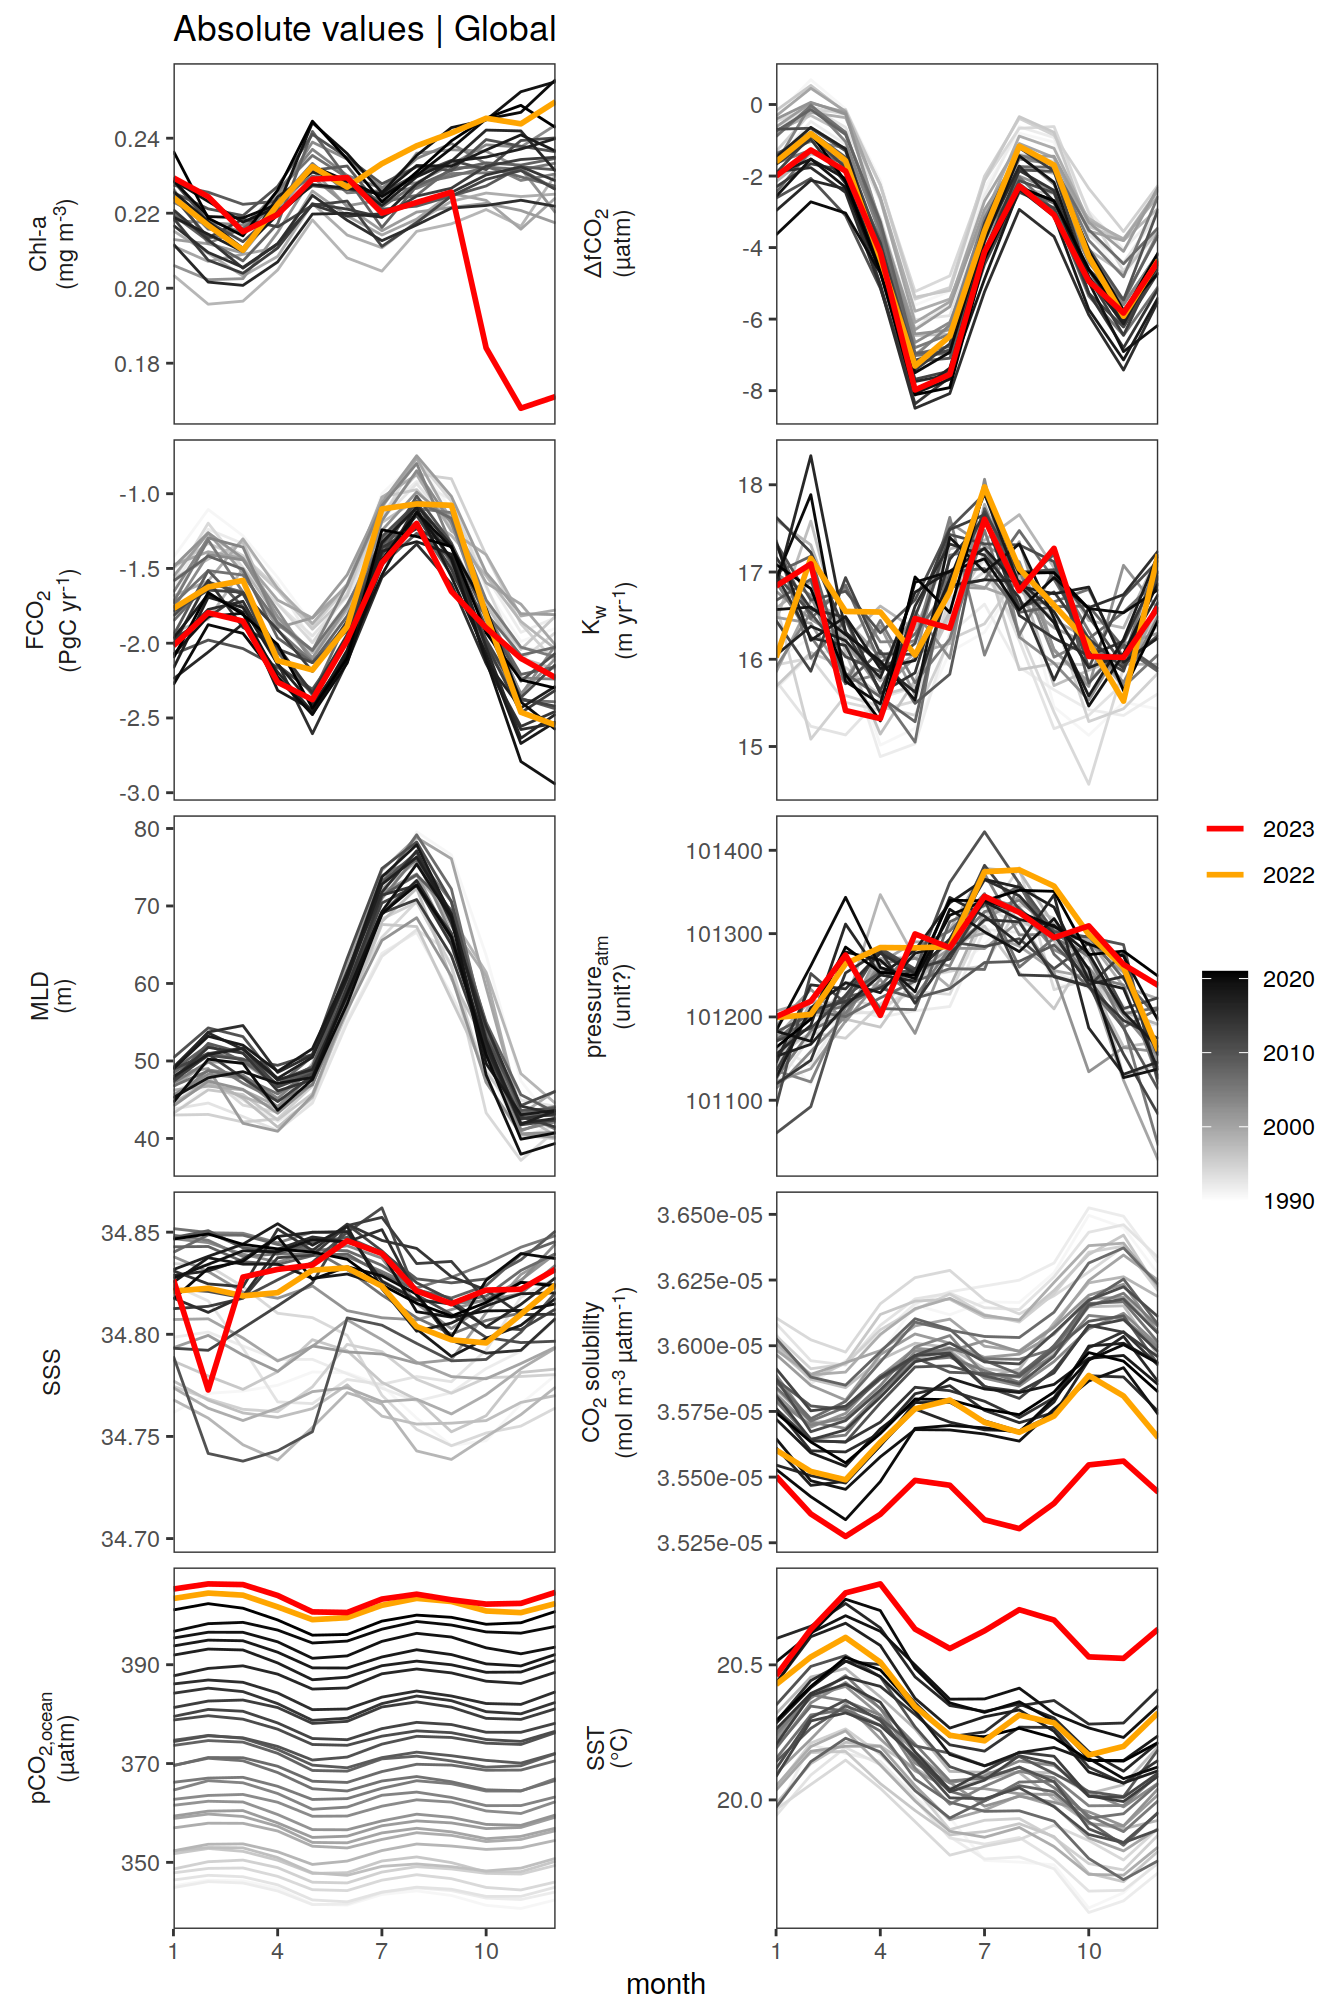 Absolute values | Global
Chl-a
(mg m-3)
0.24
0.22
0.20
0.18
ΔfCO2
(µatm)
0
-2
-4
-6
-8
FCO2
(PgC yr-1)
-1.0
-1.5
-2.0
-2.5
-3.0
Kw
(m yr-1)
18
17
16
15
MLD
(m)
80
70
60
50
40
pressureatm
(unit?)
101400
101300
101200
101100
SSS
34.85
34.80
34.75
34.70
CO2 solubility
(mol m-3 µatm-1)
3.650e-05
3.625e-05
3.600e-05
3.575e-05
3.550e-05
3.525e-05
pCO2,ocean
(µatm)
390
370
350
1 4 7 10
SST
(°C)
20.5
20.0
1 4 7 10
month
2023
2022
2020
2010
2000
1990